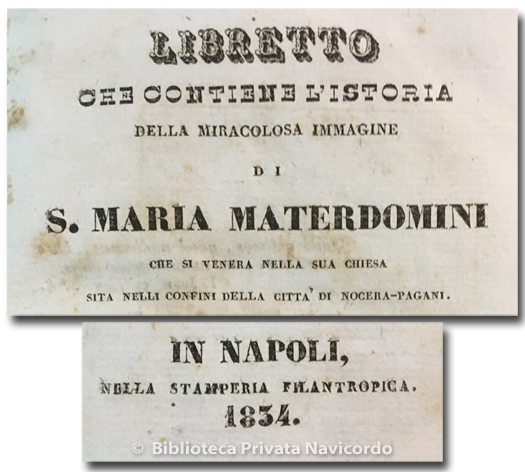 LIBRETTO
CHE CONTIENE L'ISTORIA
DELLA MIRACOLOSA IMMAGINE
DI
S. MARIA MATERDOMINI
CHE SI VENERA NELLA SUA CHIESA
SITA NELLI CONFINI DELLA CITTA' DI NOCERA-PAGANI.
IN NAPOLI,
NELLA STAMPERIA FILANTROPICA.
1834.
© Biblioteca Privata Navicordo